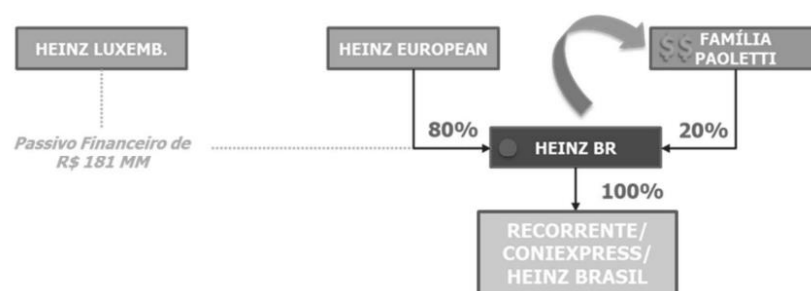 HEINZ LUXEMB.
HEINZ EUROPEAN
$$ FAMÍLIA
PAOLETTI
Passivo Financeiro de
R$ 181 MM
80%
HEINZ BR
20%
100%
RECORRENTE/
CONIEXPRESS/
HEINZ BRASIL